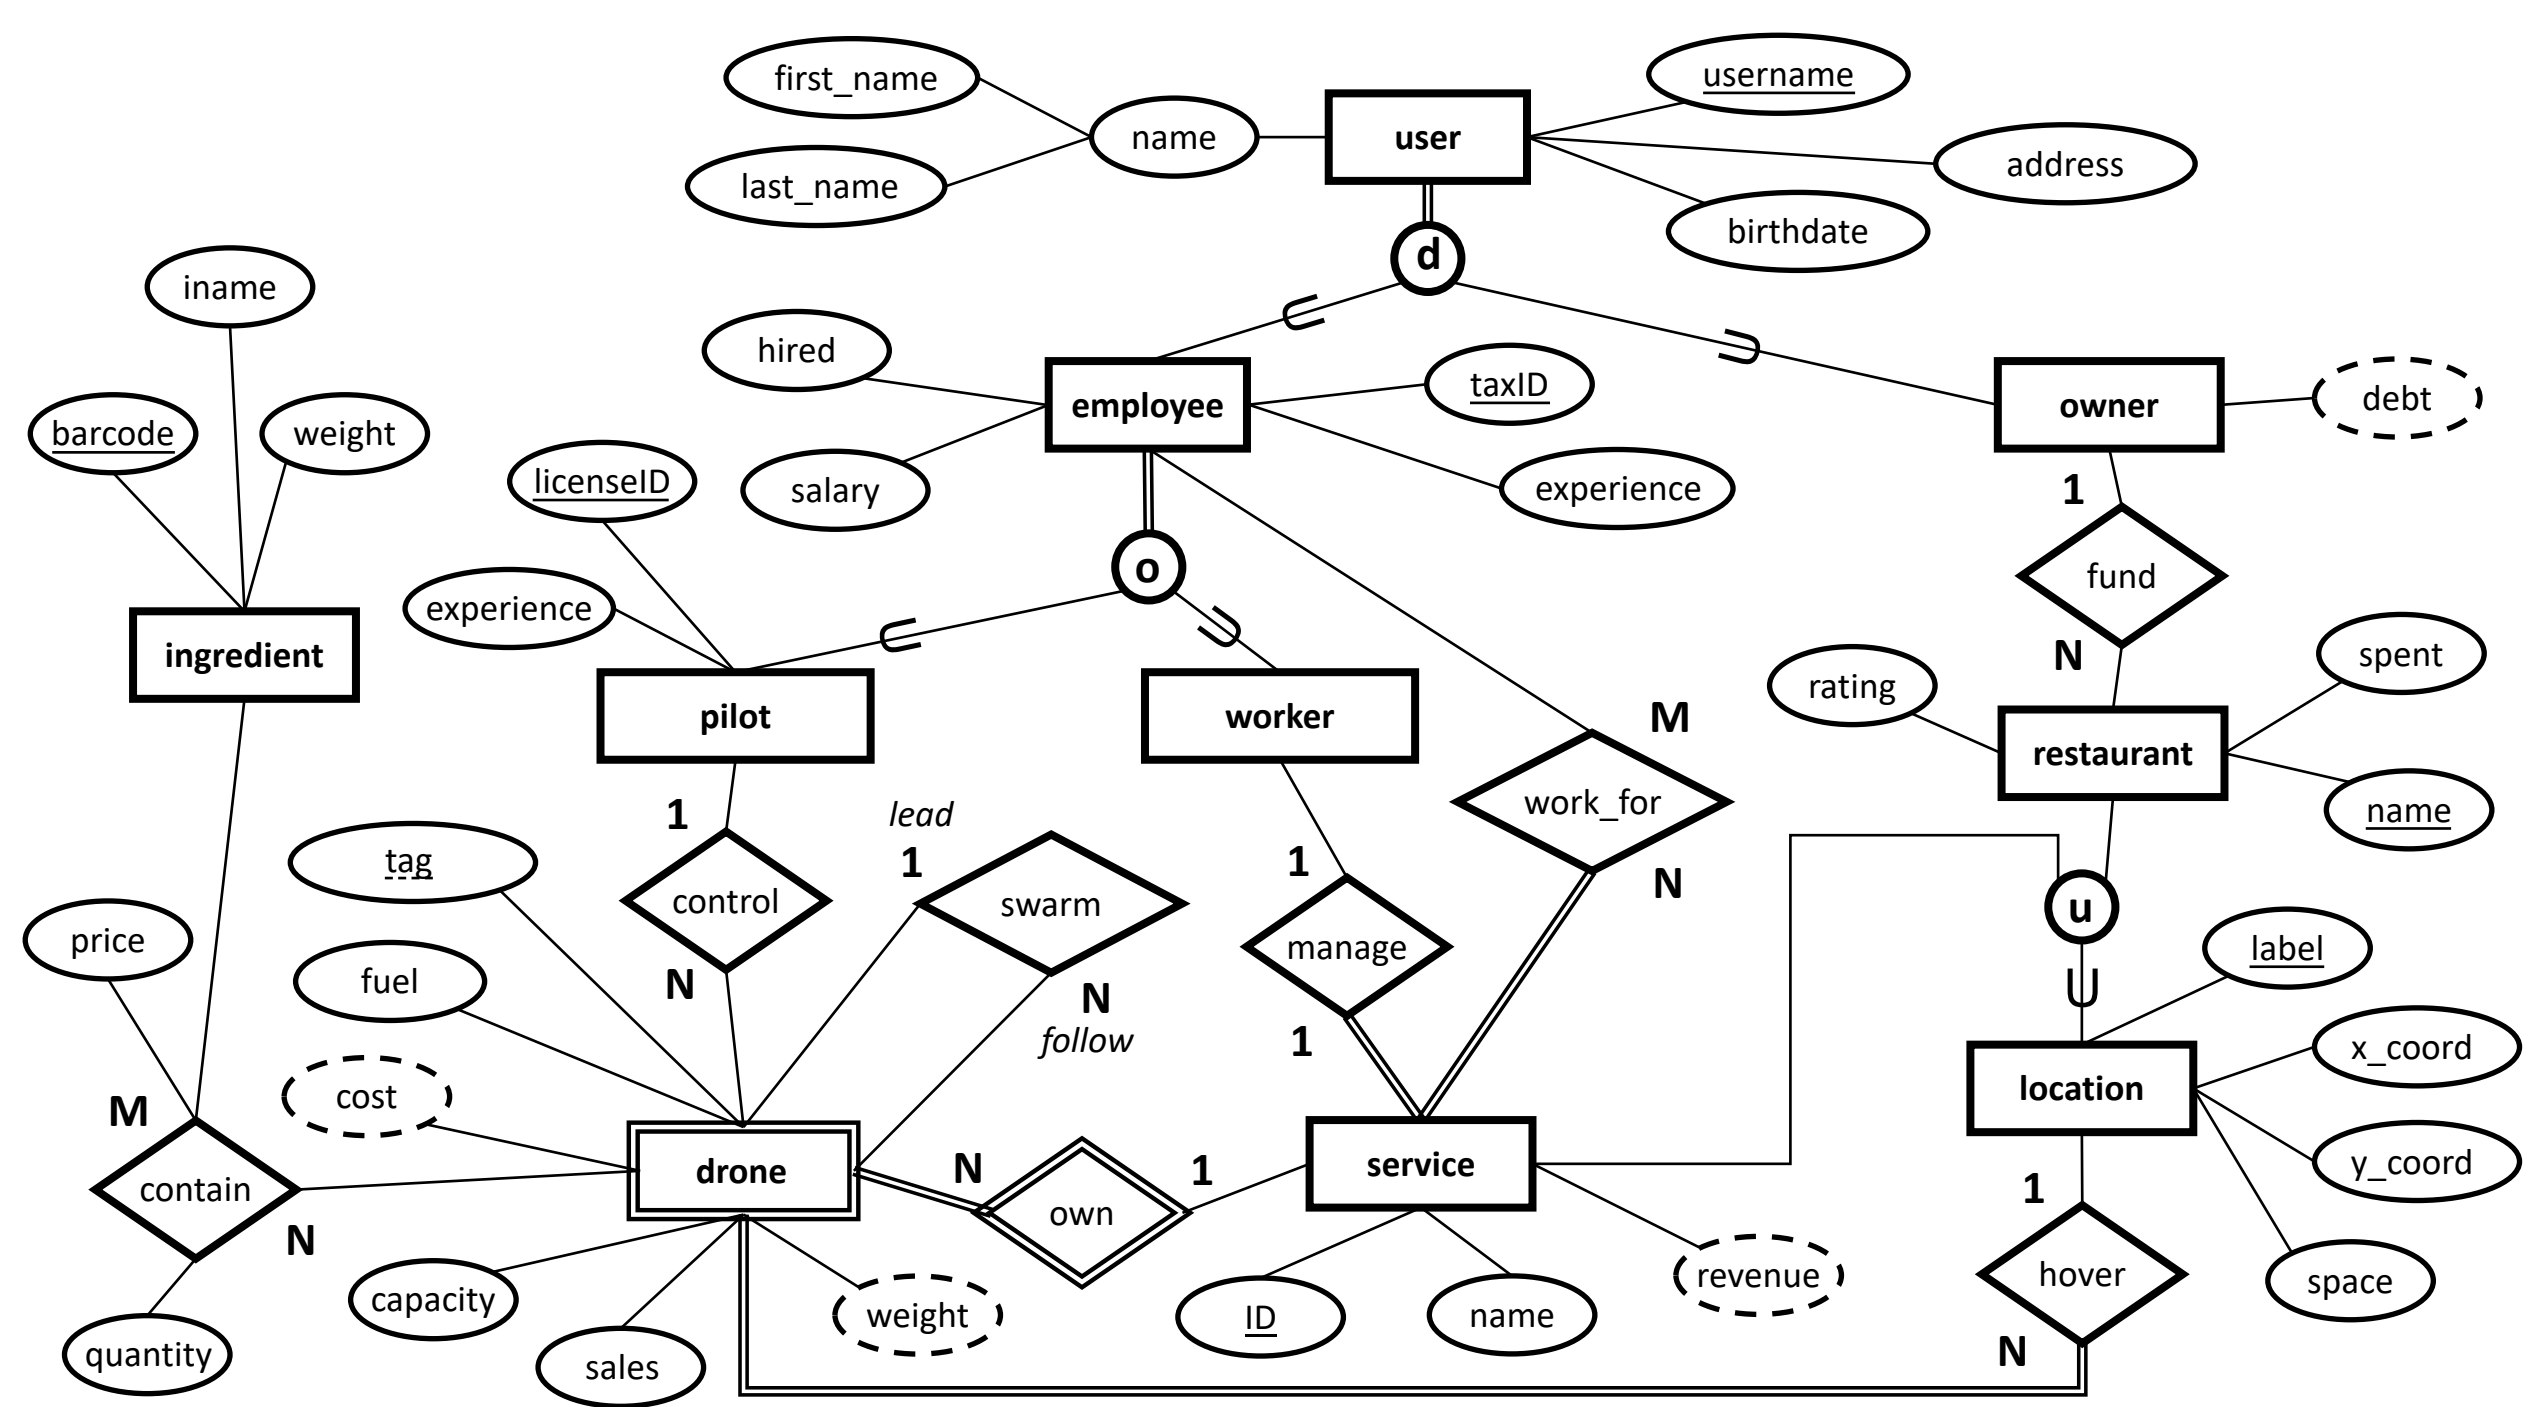 first_name
username
name
user
address
last_name
birthdate
d
iname
hired
taxID
employee
owner
debt
barcode
weight
licenseID
salary
experience
1
o
fund
experience
N
spent
ingredient
rating
pilot
worker
M
restaurant
work_for
name
lead
1
1
1
tag
control
swarm
N
u
price
manage
label
fuel
N
N
follow
1
x_coord
cost
location
M
drone
N
1
service
y_coord
contain
own
1
N
capacity
weight
ID
name
revenue
hover
space
quantity
sales
N